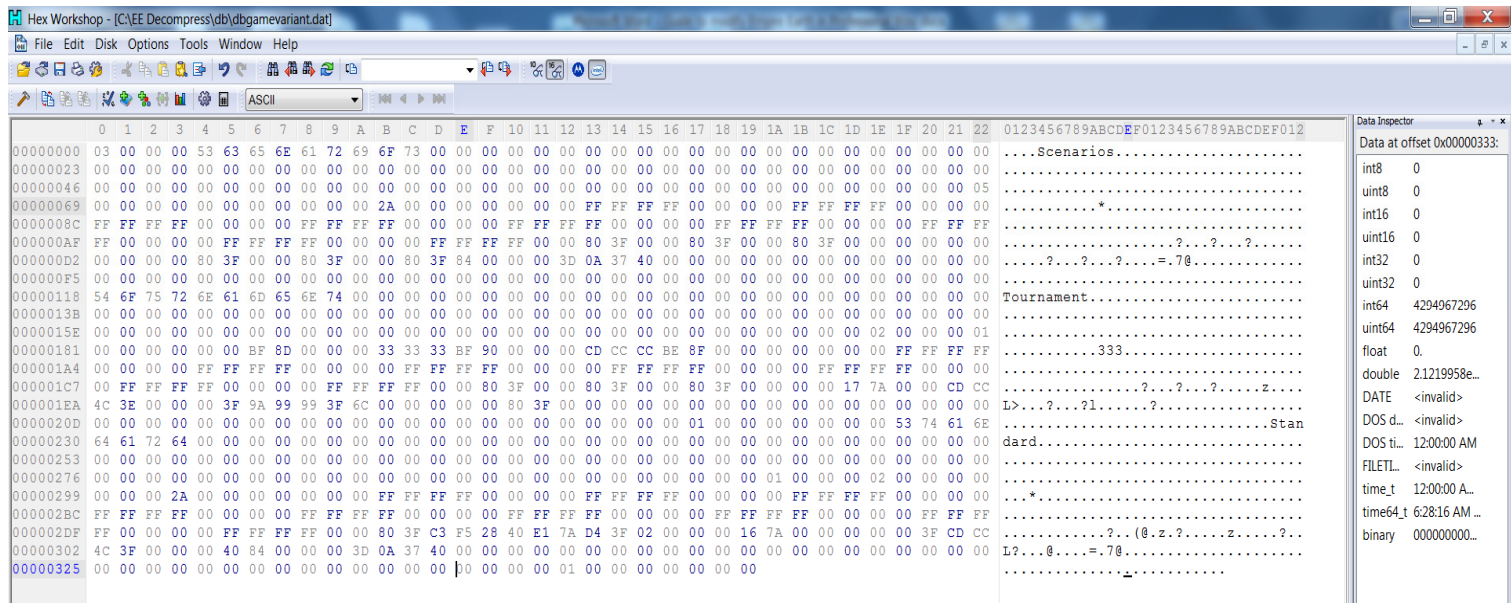 Hex Workshop - [C:\EE Decompress\db\dbgamevariant.dat]
File Edit Disk Options Tools Window Help
ASCII
0 1 2 3 4 5 6 7 8 9 A B C D E F 10 11 12 13 14 15 16 17 18 19 1A 1B 1C 1D 1E 1F 20 21 22 0123456789ABCDEF0123456789ABCDEF012
00000000 03 00 00 00 53 63 65 6E 61 72 69 6F 73 00 00 00 00 00 00 00 00 00 00 00 00 00 00 00 00 00 00 00 00 00 00 ....Scenarios......................
00000023 00 00 00 00 00 00 00 00 00 00 00 00 00 00 00 00 00 00 00 00 00 00 00 00 00 00 00 00 00 00 00 00 00 00 00 ...................................
00000046 00 00 00 00 00 00 00 00 00 00 00 00 00 00 00 00 00 00 00 00 00 00 00 00 00 00 00 00 00 00 00 00 00 00 05 ...................................
00000069 00 00 00 00 00 00 00 00 00 00 00 2A 00 00 00 00 00 00 00 FF FF FF FF 00 00 00 00 FF FF FF FF 00 00 00 00 ...........*.......................
0000008C FF FF FF FF 00 00 00 00 FF FF FF FF 00 00 00 00 FF FF FF FF 00 00 00 00 FF FF FF FF 00 00 00 00 FF FF FF ...................................
000000AF FF 00 00 00 00 FF FF FF FF 00 00 00 00 FF FF FF FF 00 00 80 3F 00 00 80 3F 00 00 80 3F 00 00 00 00 00 00 ....................?...?...?......
000000D2 00 00 00 00 80 3F 00 00 80 3F 00 00 80 3F 84 00 00 00 3D 0A 37 40 00 00 00 00 00 00 00 00 00 00 00 00 00 .....?...?...?....=.7@.............
000000F5 00 00 00 00 00 00 00 00 00 00 00 00 00 00 00 00 00 00 00 00 00 00 00 00 00 00 00 00 00 00 00 00 00 00 00 ...................................
00000118 54 6F 75 72 6E 61 6D 65 6E 74 00 00 00 00 00 00 00 00 00 00 00 00 00 00 00 00 00 00 00 00 00 00 00 00 00 Tournament.........................
0000013B 00 00 00 00 00 00 00 00 00 00 00 00 00 00 00 00 00 00 00 00 00 00 00 00 00 00 00 00 00 00 00 00 00 00 00 ...................................
0000015E 00 00 00 00 00 00 00 00 00 00 00 00 00 00 00 00 00 00 00 00 00 00 00 00 00 00 00 00 00 00 02 00 00 00 01 ...................................
00000181 00 00 00 00 00 00 BF 8D 00 00 00 33 33 33 BF 90 00 00 00 CD CC CC BE 8F 00 00 00 00 00 00 00 FF FF FF FF ...........333.....................
000001A4 00 00 00 00 FF FF FF FF 00 00 00 00 FF FF FF FF 00 00 00 00 FF FF FF FF 00 00 00 00 FF FF FF FF 00 00 00 ...................................
000001C7 00 FF FF FF FF 00 00 00 00 FF FF FF FF 00 00 80 3F 00 00 80 3F 00 00 80 3F 00 00 00 00 17 7A 00 00 CD CC ................?...?...?.....z....
000001EA 4C 3E 00 00 00 3F 9A 99 99 3F 6C 00 00 00 00 00 80 3F 00 00 00 00 00 00 00 00 00 00 00 00 00 00 00 00 00 L>...?...?l......?.................
0000020D 00 00 00 00 00 00 00 00 00 00 00 00 00 00 00 00 00 00 00 00 00 00 00 01 00 00 00 00 00 00 00 53 74 61 6E ...............................Stan
00000230 64 61 72 64 00 00 00 00 00 00 00 00 00 00 00 00 00 00 00 00 00 00 00 00 00 00 00 00 00 00 00 00 00 00 00 dard...............................
00000253 00 00 00 00 00 00 00 00 00 00 00 00 00 00 00 00 00 00 00 00 00 00 00 00 00 00 00 00 00 00 00 00 00 00 00 ...................................
00000276 00 00 00 00 00 00 00 00 00 00 00 00 00 00 00 00 00 00 00 00 00 00 00 00 00 00 01 00 00 00 02 00 00 00 00 ...................................
00000299 00 00 00 2A 00 00 00 00 00 00 00 FF FF FF FF 00 00 00 00 FF FF FF FF 00 00 00 00 FF FF FF FF 00 00 00 00 ...*...............................
000002BC FF FF FF FF 00 00 00 00 FF FF FF FF 00 00 00 00 FF FF FF FF 00 00 00 00 FF FF FF FF 00 00 00 00 FF FF FF ...................................
000002DF FF 00 00 00 00 FF FF FF FF 00 00 80 3F C3 F5 28 40 E1 7A D4 3F 02 00 00 00 16 7A 00 00 00 00 00 3F CD CC ............?..(@.z.?.....z.....?..
00000302 4C 3F 00 00 00 40 84 00 00 00 3D 0A 37 40 00 00 00 00 00 00 00 00 00 00 00 00 00 00 00 00 00 00 00 00 00 L?...@....=.7@.....................
00000325 00 00 00 00 00 00 00 00 00 00 00 00 00 00 00 00 00 00 01 00 00 00 00 00 00 00 ..........................
Data Inspector
Data at offset 0x00000333:
int8 0
uint8 0
int16 0
uint16 0
int32 0
uint32 0
int64 4294967296
uint64 4294967296
float 0.
double 2.1219958e...
DATE <invalid>
DOS d... <invalid>
DOS ti... 12:00:00 AM
FILETI... <invalid>
time_t 12:00:00 A...
time64_t 6:28:16 AM ...
binary 000000000...